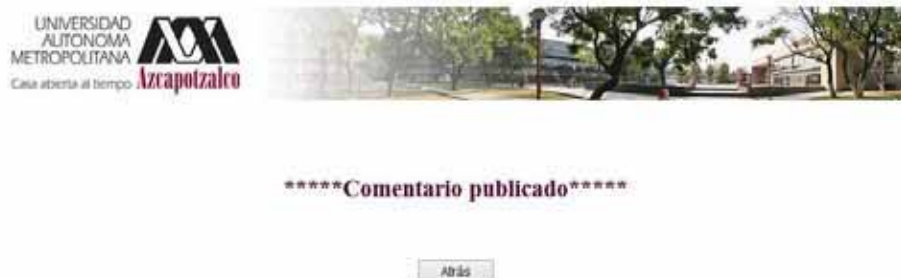 UNIVERSIDAD
AUTONOMA
METROPOLITANA
Casa abierta al tiempo Azcapotzalco
*****Comentario publicado*****
Atrás